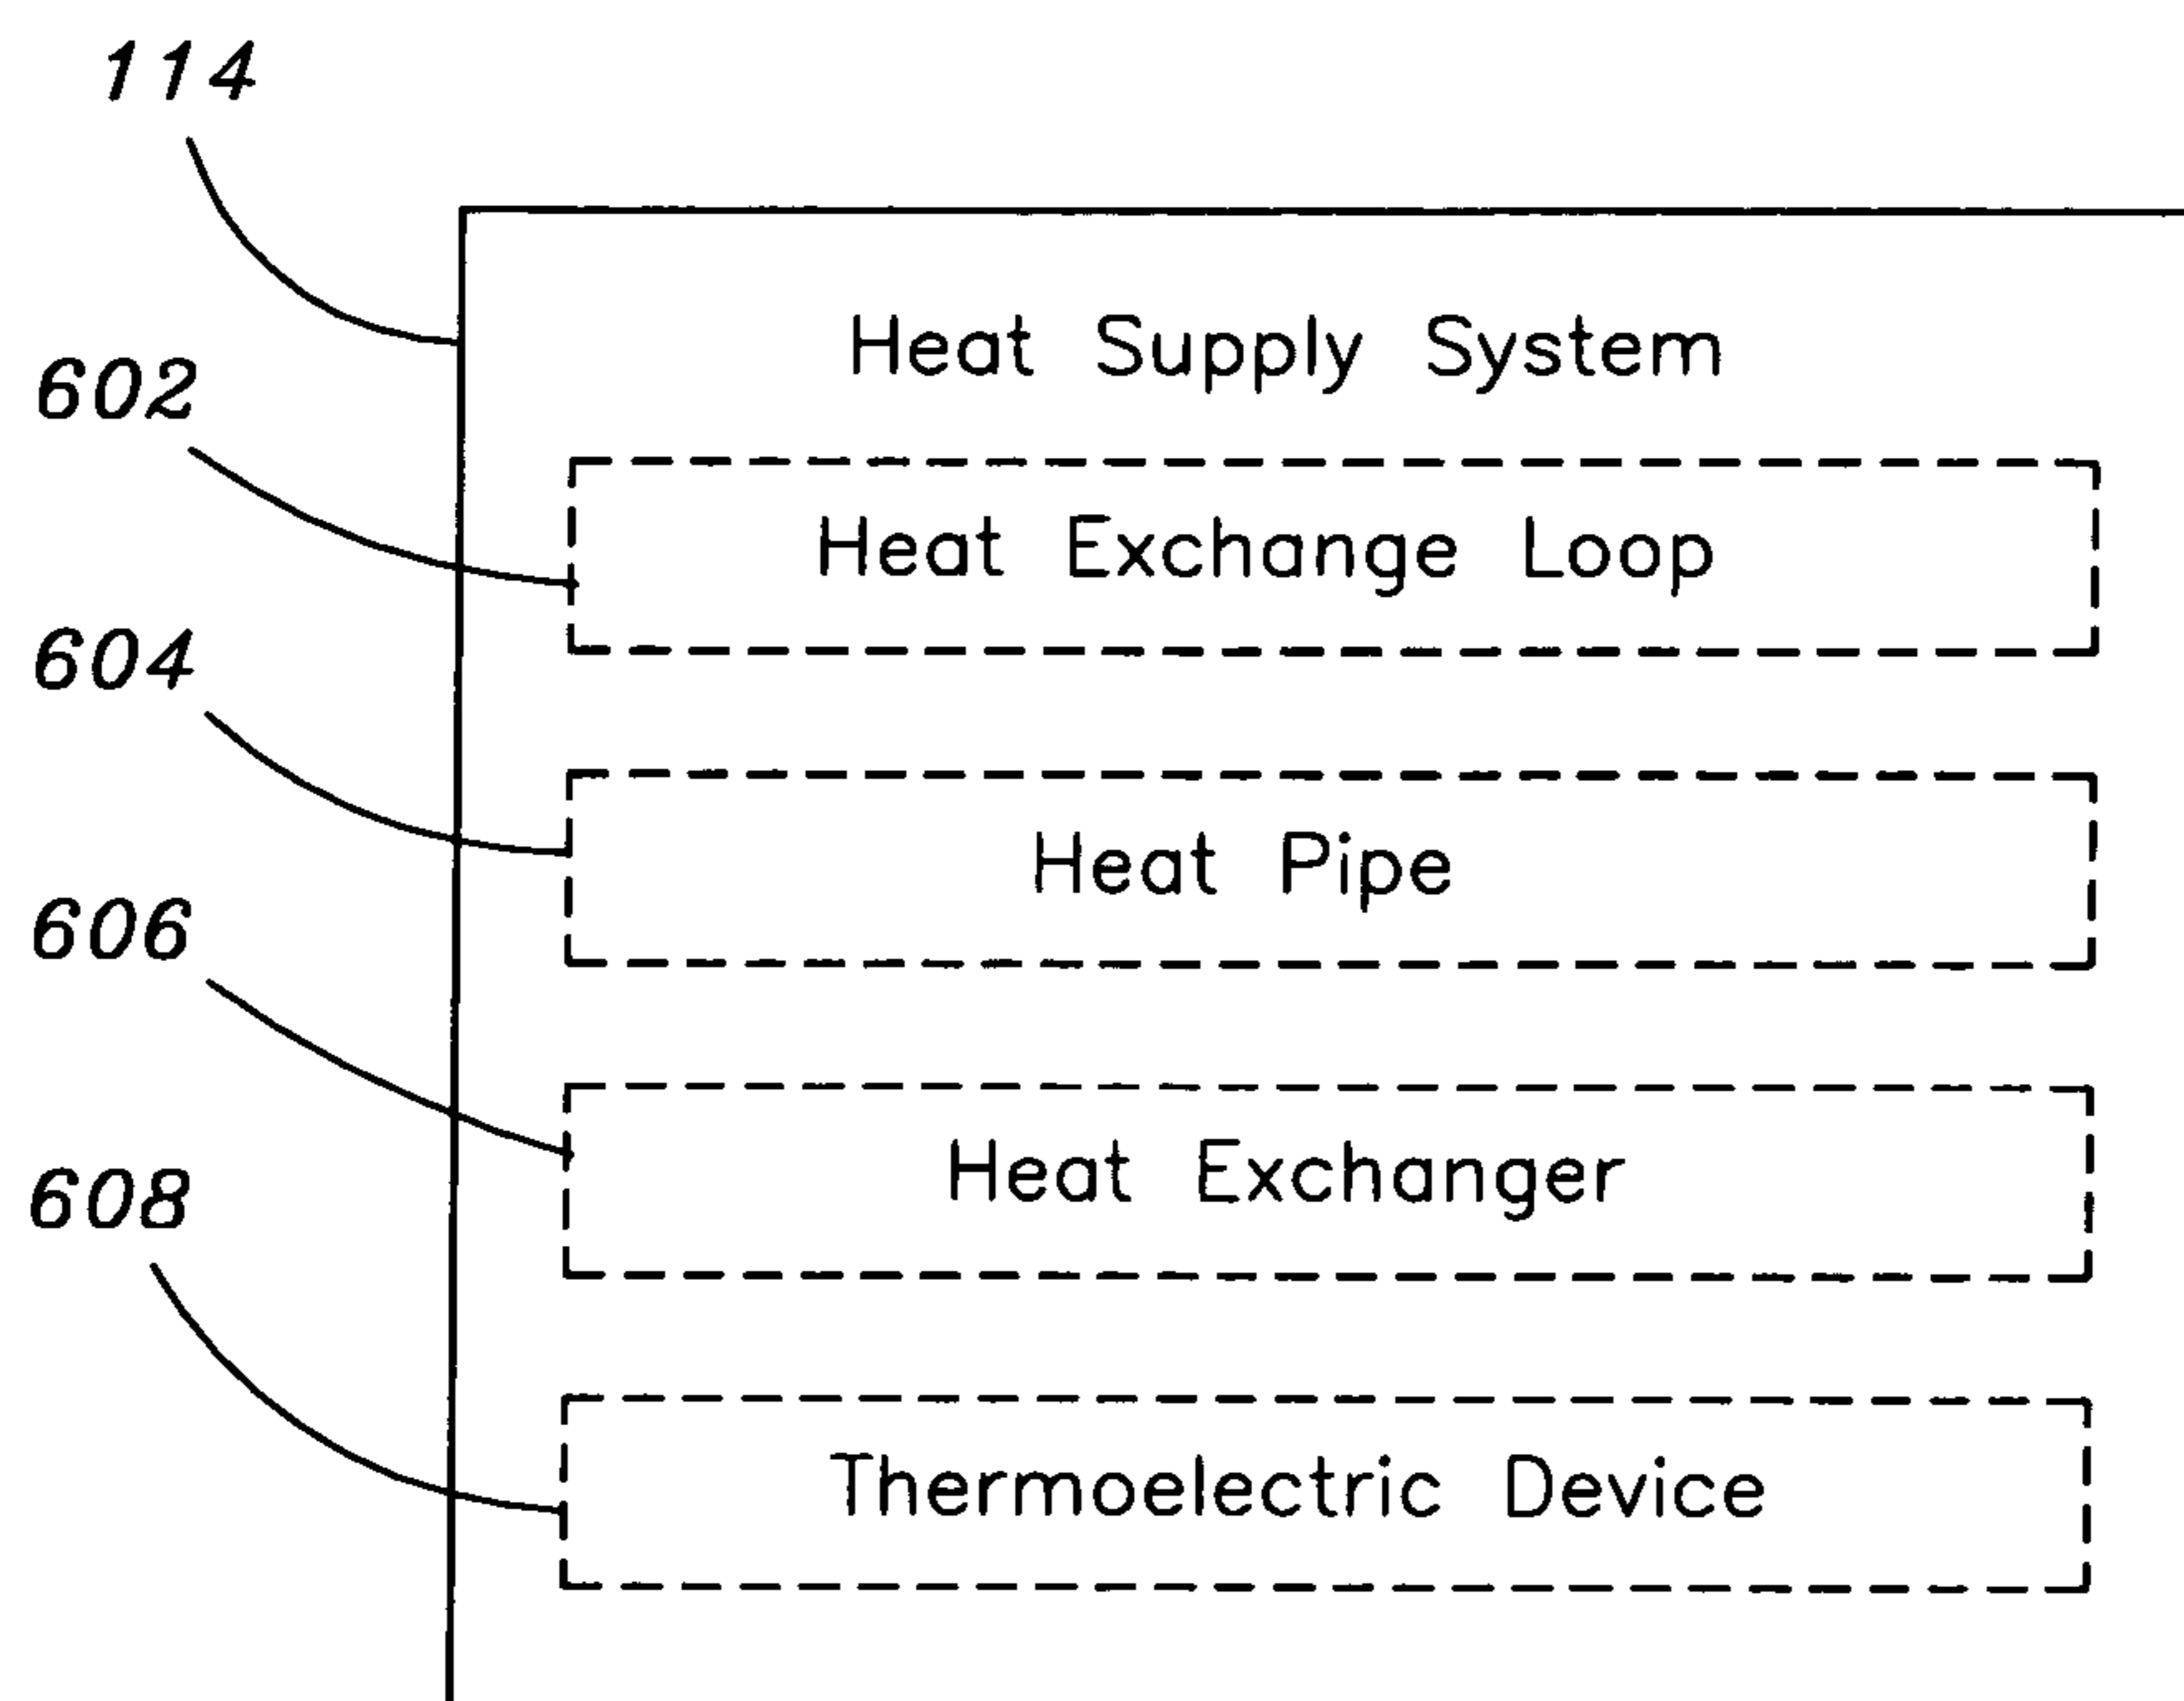 114
Heat Supply System
602
Heat Exchange Loop
604
Heat Pipe
606
Heat Exchanger
608
Thermoelectric Device